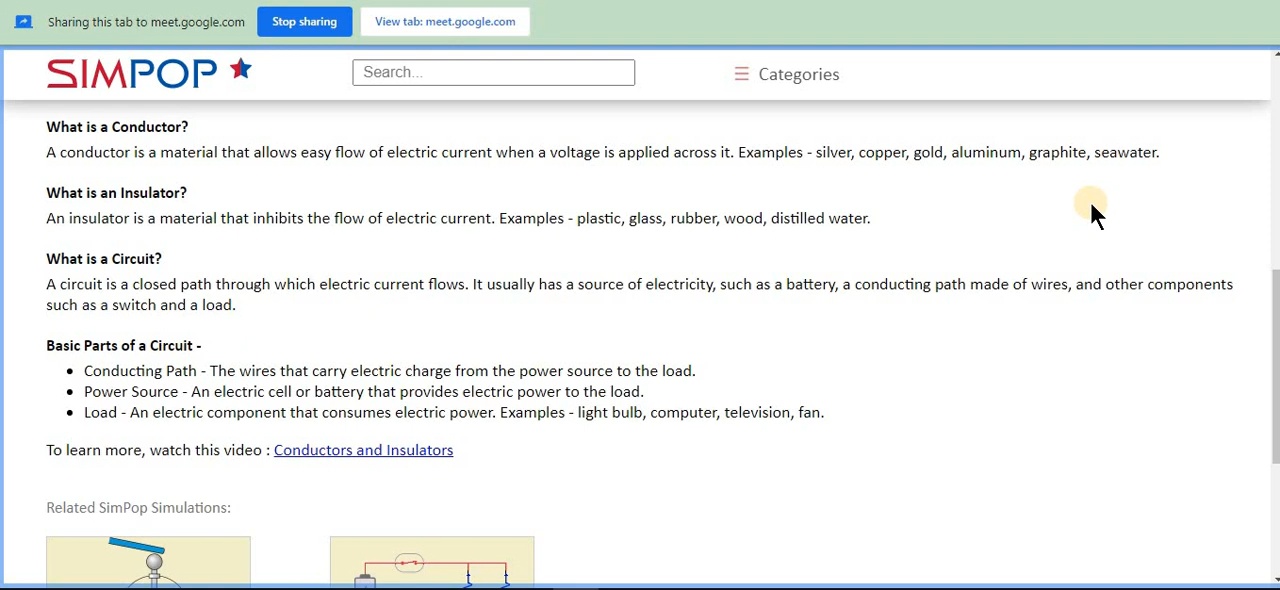 Sharing this tab to meet.google.com Stop sharing View tab: meet.google.com
SIMPOP Search... Categories
What is a Conductor?
A conductor is a material that allows easy flow of electric current when a voltage is applied across it. Examples - silver, copper, gold, aluminum, graphite, seawater.
What is an Insulator?
An insulator is a material that inhibits the flow of electric current. Examples - plastic, glass, rubber, wood, distilled water.
What is a Circuit?
A circuit is a closed path through which electric current flows. It usually has a source of electricity, such as a battery, a conducting path made of wires, and other components
such as a switch and a load.
Basic Parts of a Circuit -
• Conducting Path - The wires that carry electric charge from the power source to the load.
• Power Source - An electric cell or battery that provides electric power to the load.
• Load - An electric component that consumes electric power. Examples - light bulb, computer, television, fan.
To learn more, watch this video : Conductors and Insulators
Related SimPop Simulations: